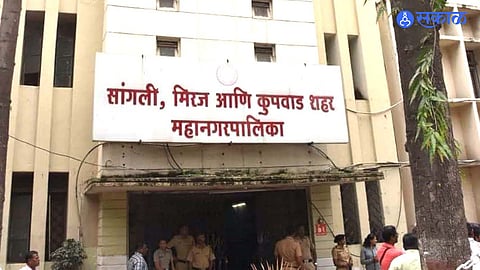 सकाळ
सांगली, मिरज आणि कुपवाड शहर
महानगरपालिका